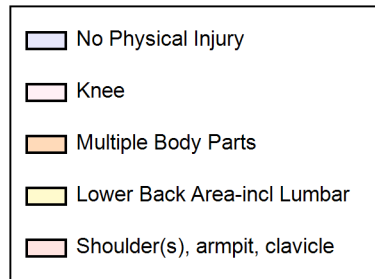 No Physical Injury
Knee
Multiple Body Parts
Lower Back Area-incl Lumbar
Shoulder(s), armpit, clavicle